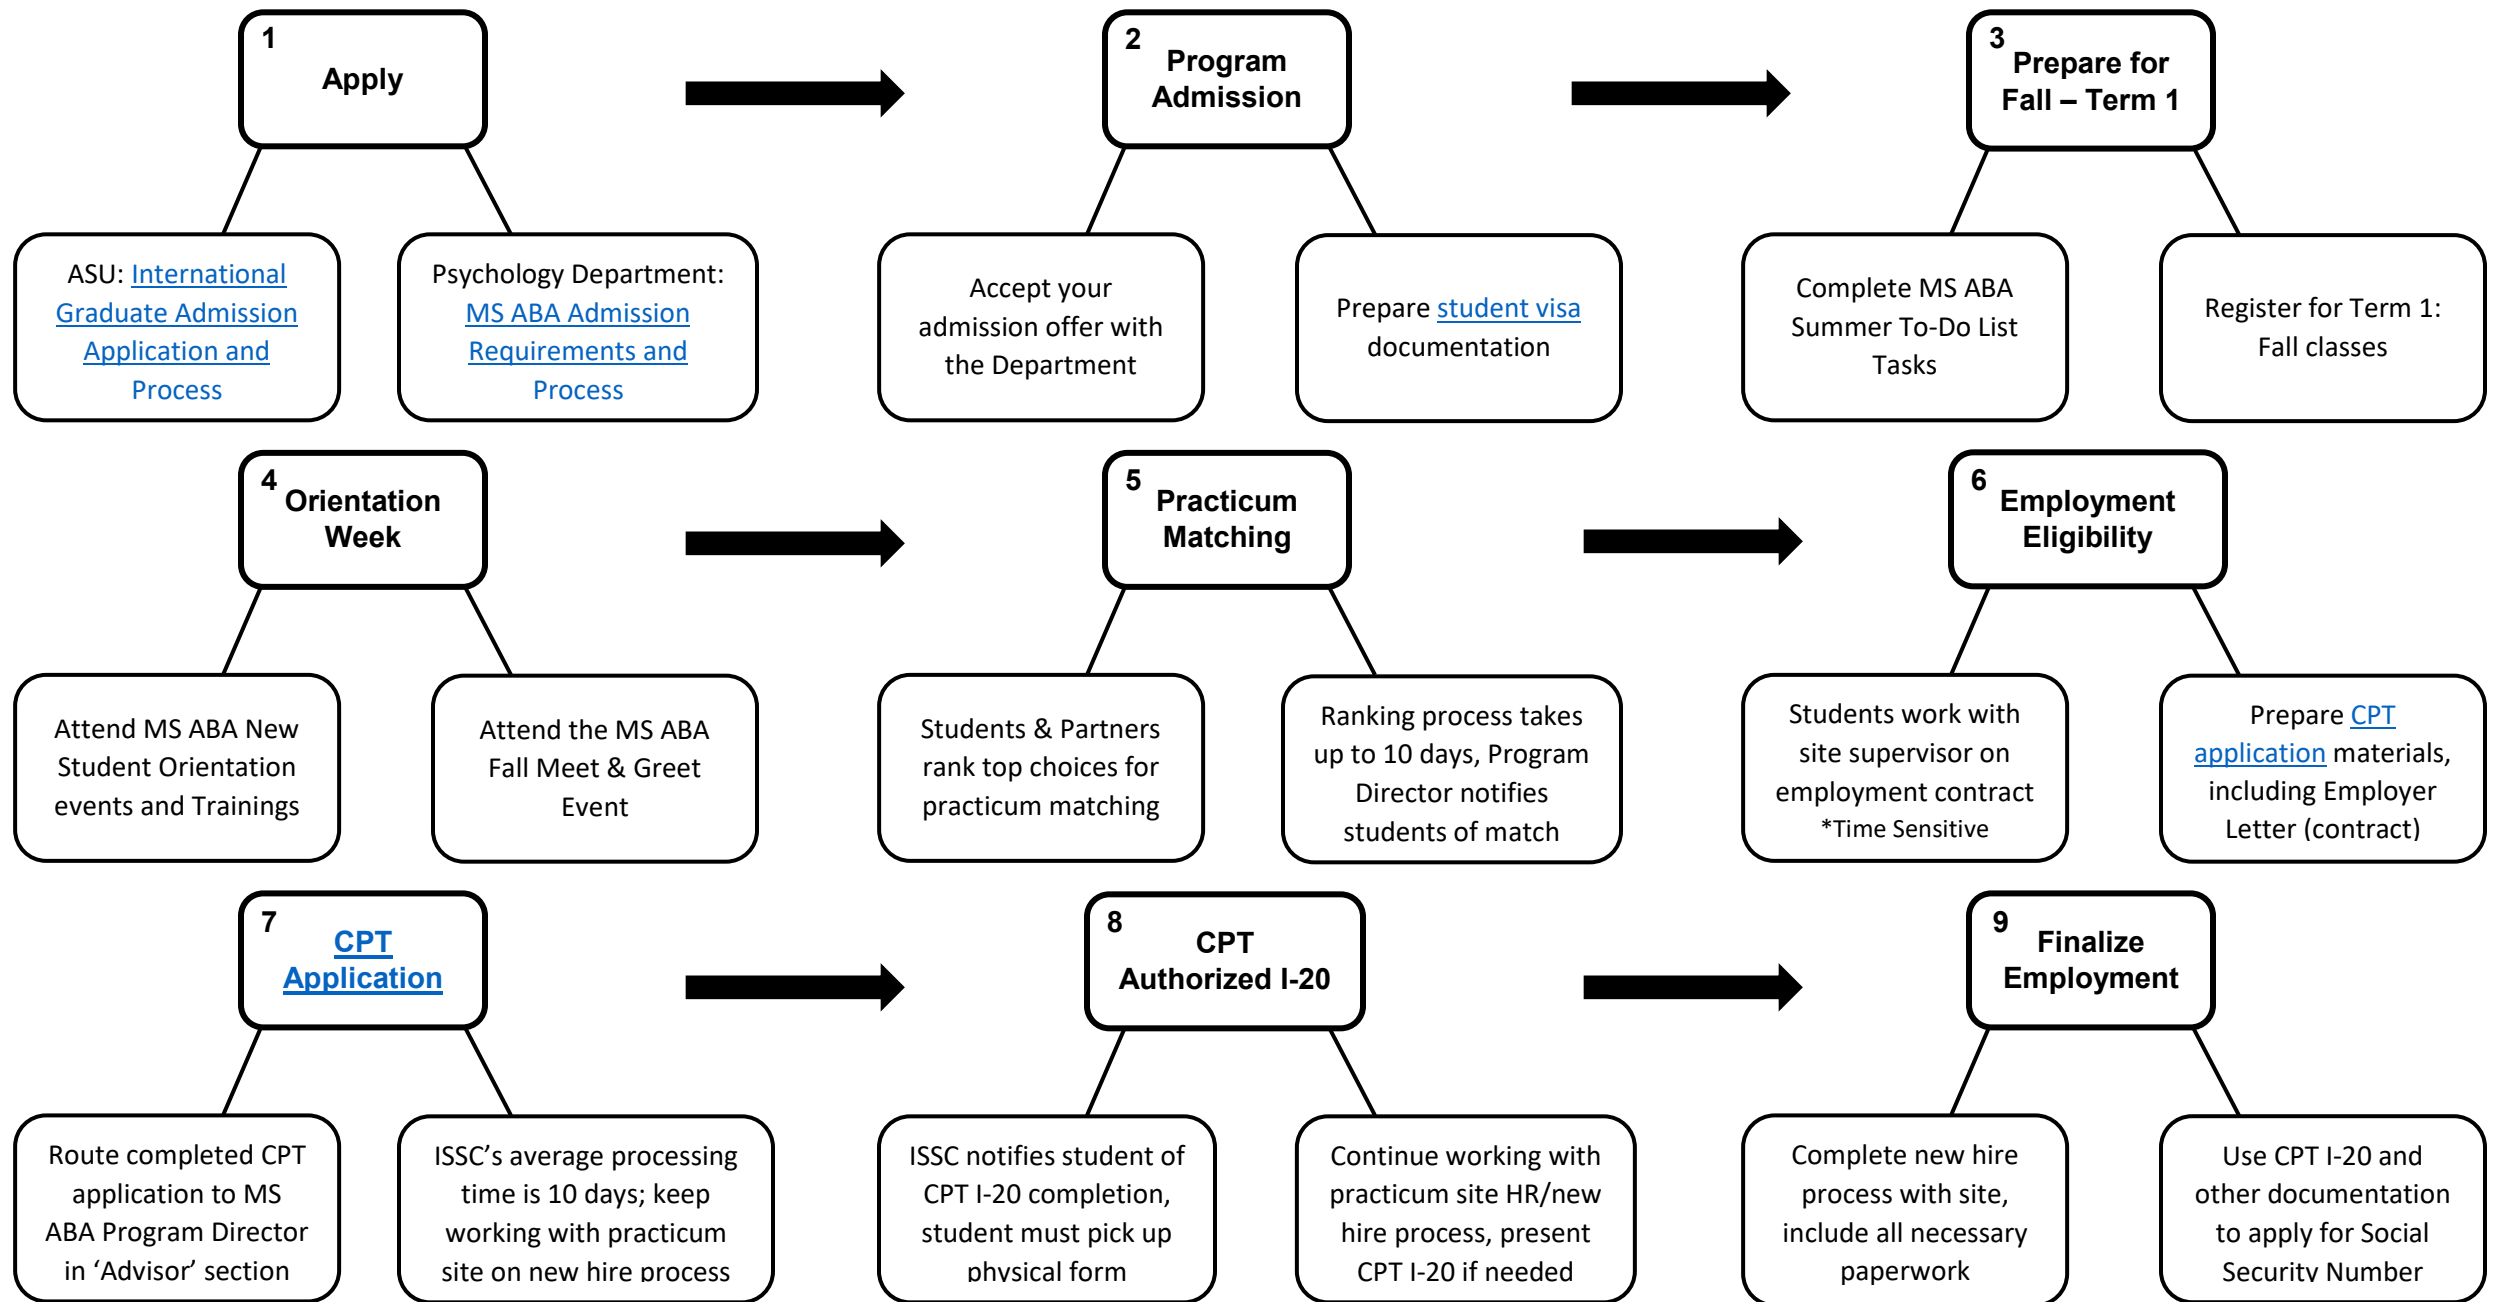 1
Apply
2
Program
Admission
3
Prepare for
Fall – Term 1
ASU: International
Graduate Admission
Application and
Process
Psychology Department:
MS ABA Admission
Requirements and
Process
Accept your
admission offer with
the Department
Prepare student visa
documentation
Complete MS ABA
Summer To-Do List
Tasks
Register for Term 1:
Fall classes
4
Orientation
Week
5
Practicum
Matching
6
Employment
Eligibility
Attend MS ABA New
Student Orientation
events and Trainings
Attend the MS ABA
Fall Meet & Greet
Event
Students & Partners
rank top choices for
practicum matching
Ranking process takes
up to 10 days, Program
Director notifies
students of match
Students work with
site supervisor on
employment contract
*Time Sensitive
Prepare CPT
application materials,
including Employer
Letter (contract)
7
CPT
Application
8
CPT
Authorized I-20
9
Finalize
Employment
Route completed CPT
application to MS
ABA Program Director
in ‘Advisor’ section
ISSC’s average processing
time is 10 days; keep
working with practicum
site on new hire process
ISSC notifies student of
CPT I-20 completion,
student must pick up
physical form
Continue working with
practicum site HR/new
hire process, present
CPT I-20 if needed
Complete new hire
process with site,
include all necessary
paperwork
Use CPT I-20 and
other documentation
to apply for Social
Security Number